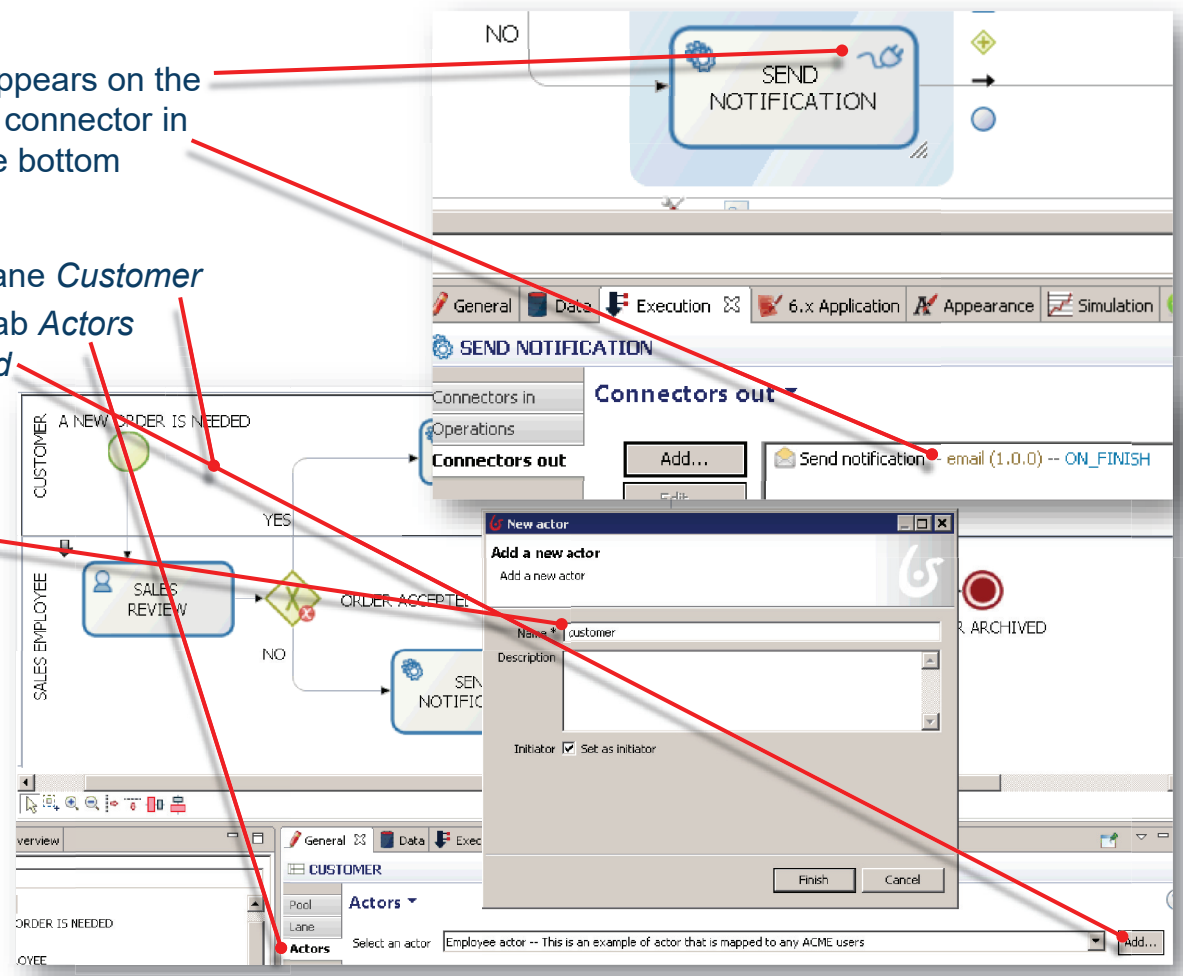 ppears on the
connector in
e bottom
ane Customer
ab Actors
d
NO
SEND
NOTIFICATION
General Data Execution 6.x Application Appearance Simulation
SEND NOTIFICATION
Connectors in
Operations
Connectors out
Connectors out
Add...
Send notification -- email (1.0.0) -- ON_FINISH
CUSTOMER
A NEW ORDER IS NEEDED
YES
SALES EMPLOYEE
SALES
REVIEW
ORDER ACCEPTED
NO
SEN
NOTIFIC
R ARCHIVED
New actor
Add a new actor
Add a new actor
Name * customer
Description
Initiator Set as initiator
Finish Cancel
verview
ORDER IS NEEDED
OYEE
General Data Exec
CUSTOMER
Pool
Lane
Actors
Actors
Select an actor Employee actor -- This is an example of actor that is mapped to any ACME users Add...